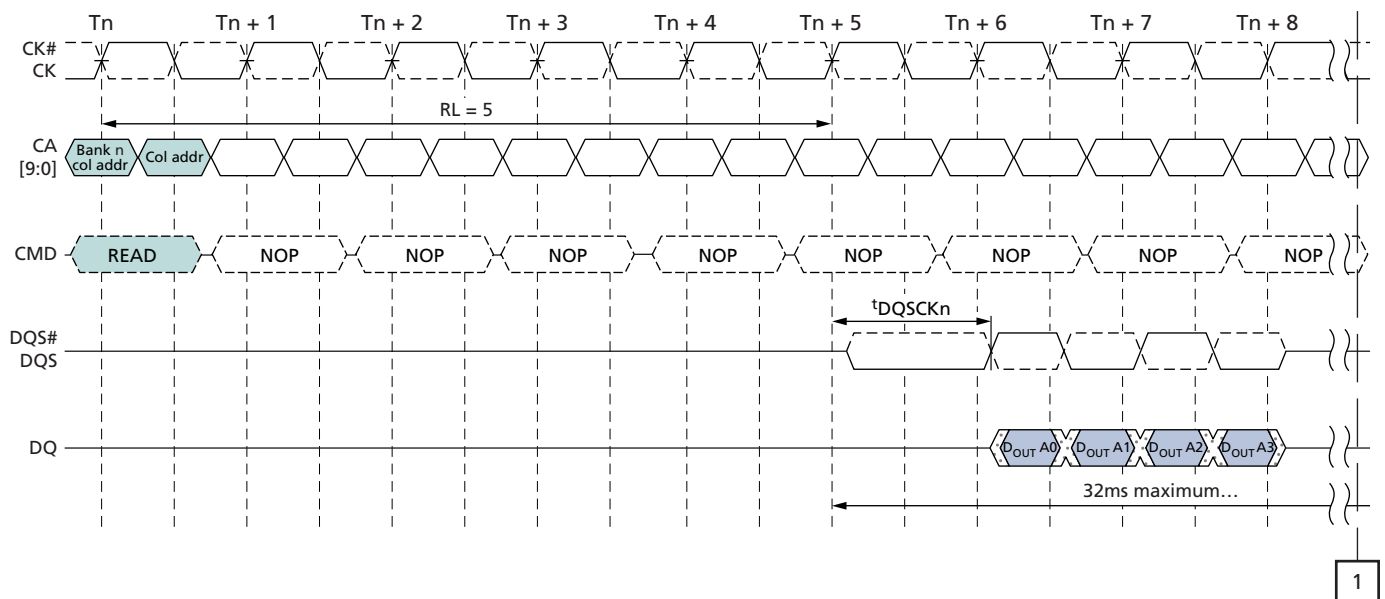 Tn Tn + 1 Tn + 2 Tn + 3 Tn + 4 Tn + 5 Tn + 6 Tn + 7 Tn + 8
CK#
CK
RL = 5
CA
[9:0]
Bank n
col addr
Col addr
CMD READ NOP NOP NOP NOP NOP NOP NOP NOP
tDQSCKn
DQS#
DQS
DQ DOUT A0 DOUT A1 DOUT A2 DOUT A3
32ms maximum…
1